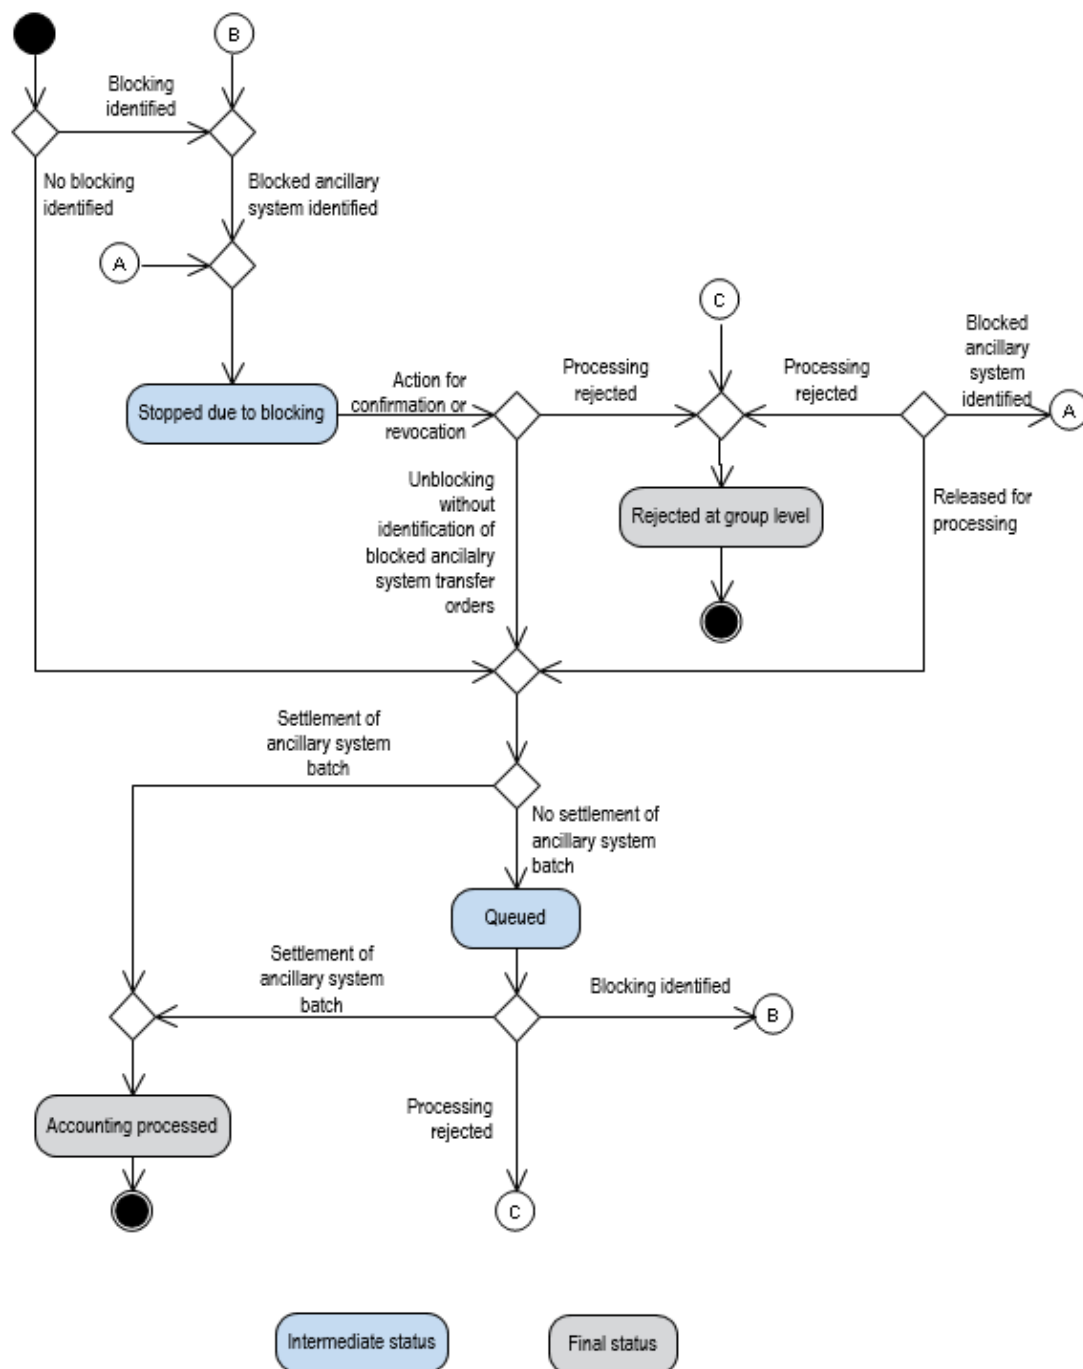 B
Blocking
identified
No blocking
identified
Blocked ancillary
system identified
A
C
Blocked
ancillary
system
identified
Processing
rejected
Processing
rejected
Action for
confirmation or
revocation
Stopped due to blocking
A
Unblocking
without
identification of
blocked ancilalry
system transfer
orders
Rejected at group level
Released for
processing
Settlement of
ancillary system
batch
No settlement of
ancillary system
batch
Queued
Settlement of
ancillary system
batch
Blocking identified
B
Accounting processed
Processing
rejected
C
Intermediate status
Final status